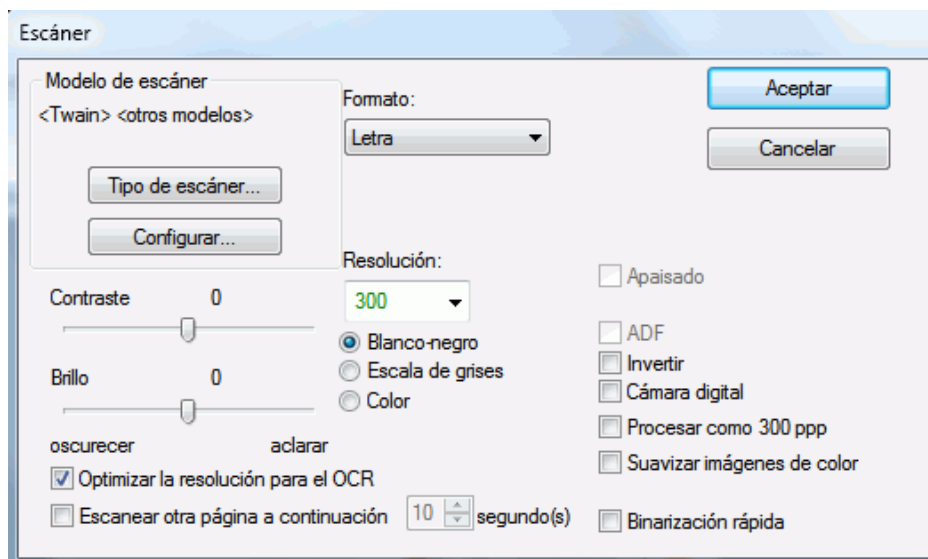 Escáner
Modelo de escáner
<Twain> <otros modelos>
Tipo de escáner...
Configurar...
Formato:
Letra
Aceptar
Cancelar
Contraste 0
Brillo 0
oscurecer aclarar
Resolución:
300
Blanco-negro
Escala de grises
Color
Apaisado
ADF
Invertir
Cámara digital
Procesar como 300 ppp
Suavizar imágenes de color
Optimizar la resolución para el OCR
Escanear otra página a continuación 10 segundo(s)
Binarización rápida